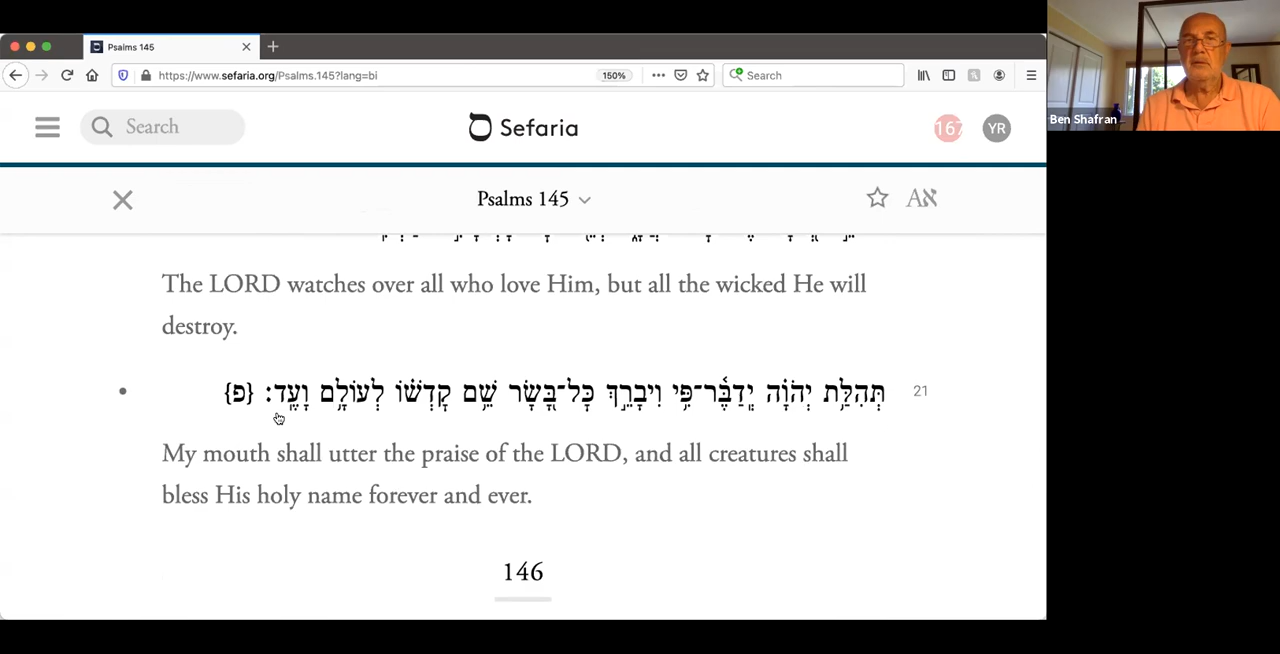 Psalms 145
https://www.sefaria.org/Psalms.145?lang=bi
150%
Search
Ben Shafran
Search
Sefaria
167
YR
Psalms 145
Aא
The LORD watches over all who love Him, but all the wicked He will
destroy.
תְּהִלַּ֥ת יְהֹוָ֗ה יְֽדַבֶּ֫ר־פִּ֥י וִיבָרֵ֣ךְ כׇּל־בָּ֭שָׂר שֵׁ֥ם קׇדְשׁ֗וֹ לְעוֹלָ֥ם וָעֶֽד׃ {פ}
21
My mouth shall utter the praise of the LORD, and all creatures shall
bless His holy name forever and ever.
146